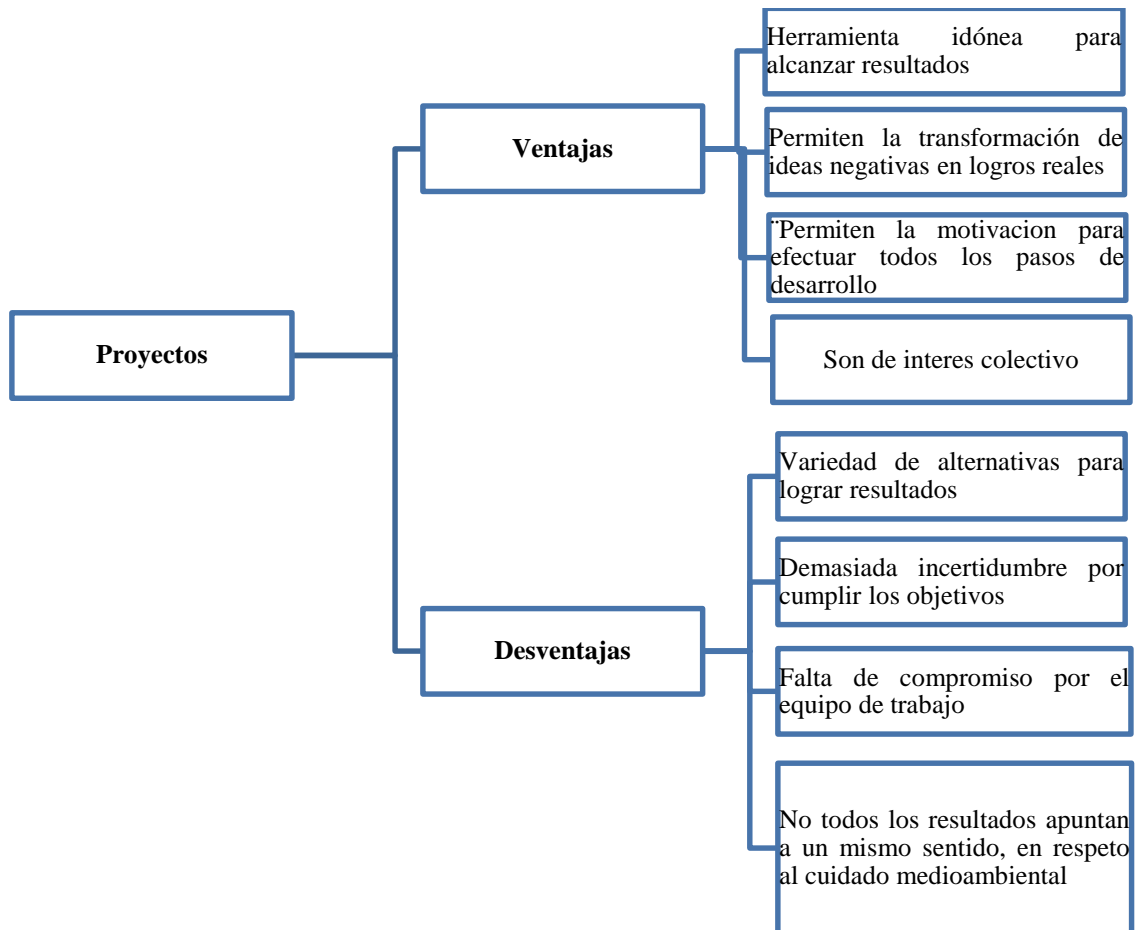 Proyectos
Ventajas
Herramienta idónea para
alcanzar resultados
Permiten la transformación de
ideas negativas en logros reales
¨Permiten la motivacion para
efectuar todos los pasos de
desarrollo
Son de interes colectivo
Desventajas
Variedad de alternativas para
lograr resultados
Demasiada incertidumbre por
cumplir los objetivos
Falta de compromiso por el
equipo de trabajo
No todos los resultados apuntan
a un mismo sentido, en respeto
al cuidado medioambiental